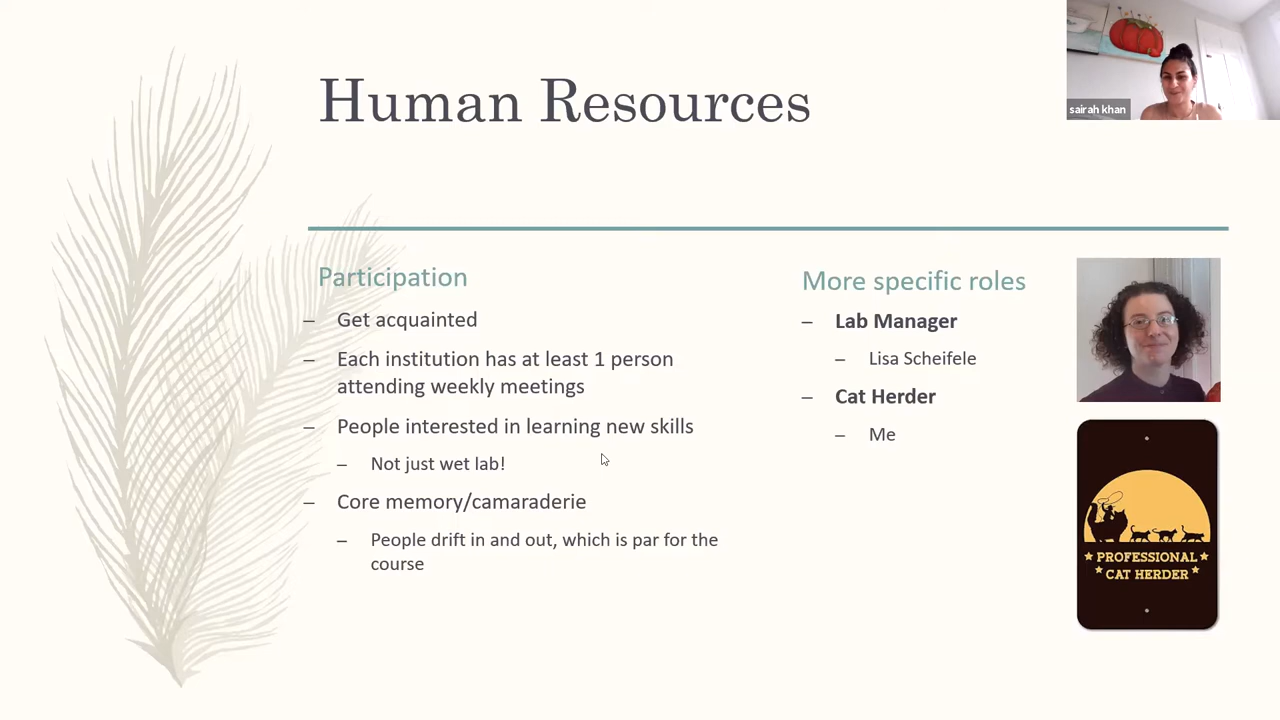 Human Resources
sairah khan
Participation
– Get acquainted
– Each institution has at least 1 person
attending weekly meetings
– People interested in learning new skills
– Not just wet lab!
– Core memory/camaraderie
– People drift in and out, which is par for the
course
More specific roles
– Lab Manager
– Lisa Scheifele
– Cat Herder
– Me
PROFESSIONAL
CAT HERDER